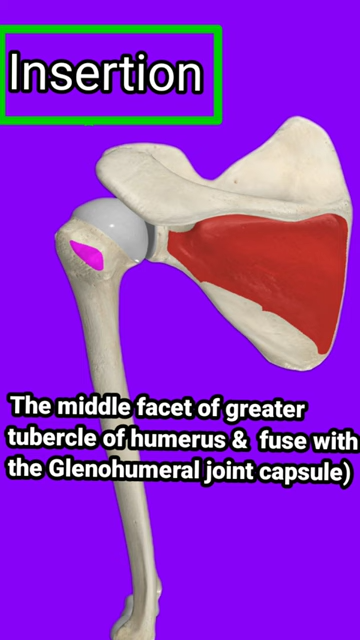 Insertion
The middle facet of greater
tubercle of humerus &  fuse with
the Glenohumeral joint capsule)